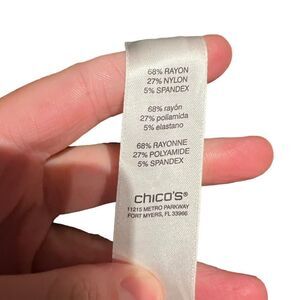 68% RAYON
27% NYLON
5% SPANDEX
68% rayón
27% poliamida
5% elastano
68% RAYONNE
27% POLYAMIDE
5% SPANDEX
chico's®
11215 METRO PARKWAY
FORT MYERS, FL 33966